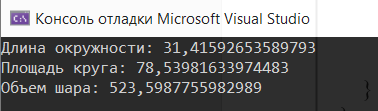 Консоль отладки Microsoft Visual Studio
Длина окружности: 31,41592653589793
Площадь круга: 78,53981633974483
Объем шара: 523,5987755982989